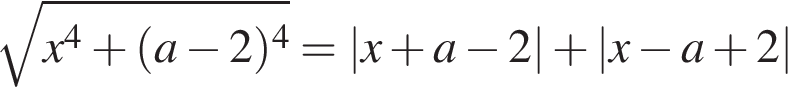 √(x⁴ + (a − 2)⁴) = |x + a − 2| + |x − a + 2|